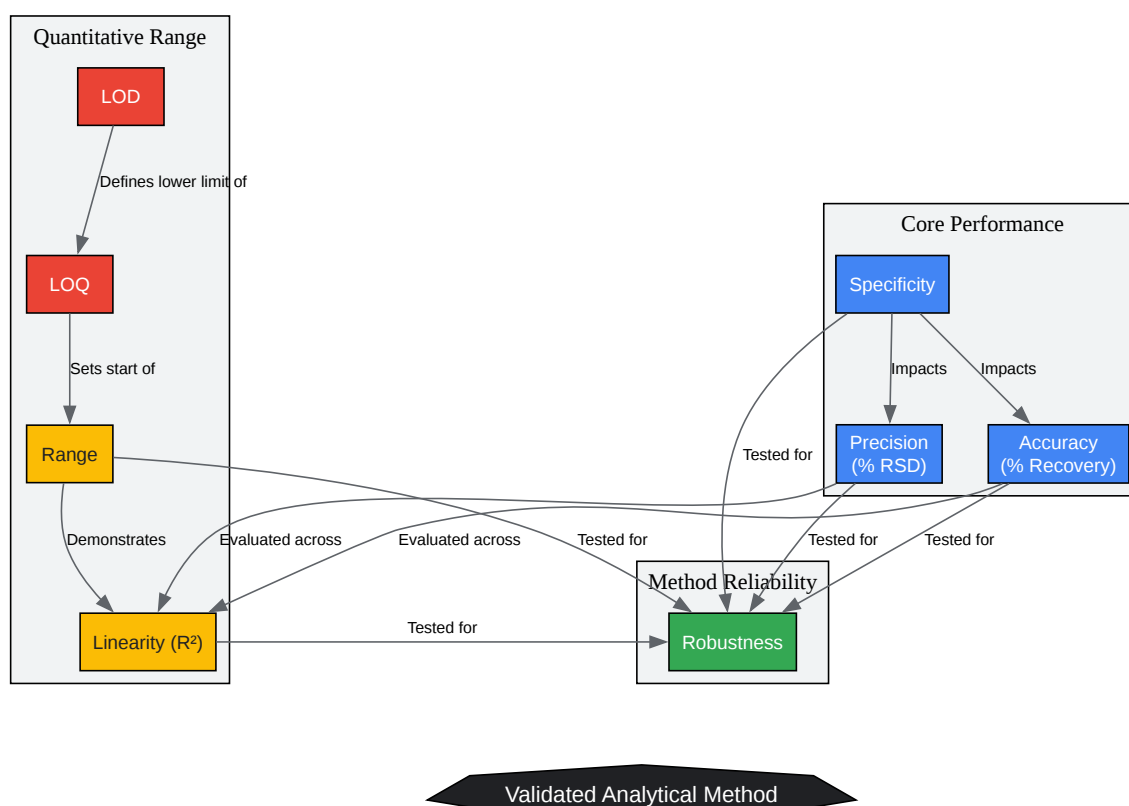 Quantitative Range
LOD
Defines lower limit of
LOQ
Sets start of
Range
Demonstrates
Linearity (R²)
Core Performance
Specificity
Impacts
Impacts
Precision
(% RSD)
Accuracy
(% Recovery)
Tested for
Evaluated across
Evaluated across
Tested for
Tested for
Tested for
Tested for
Method Reliability
Robustness
Validated Analytical Method